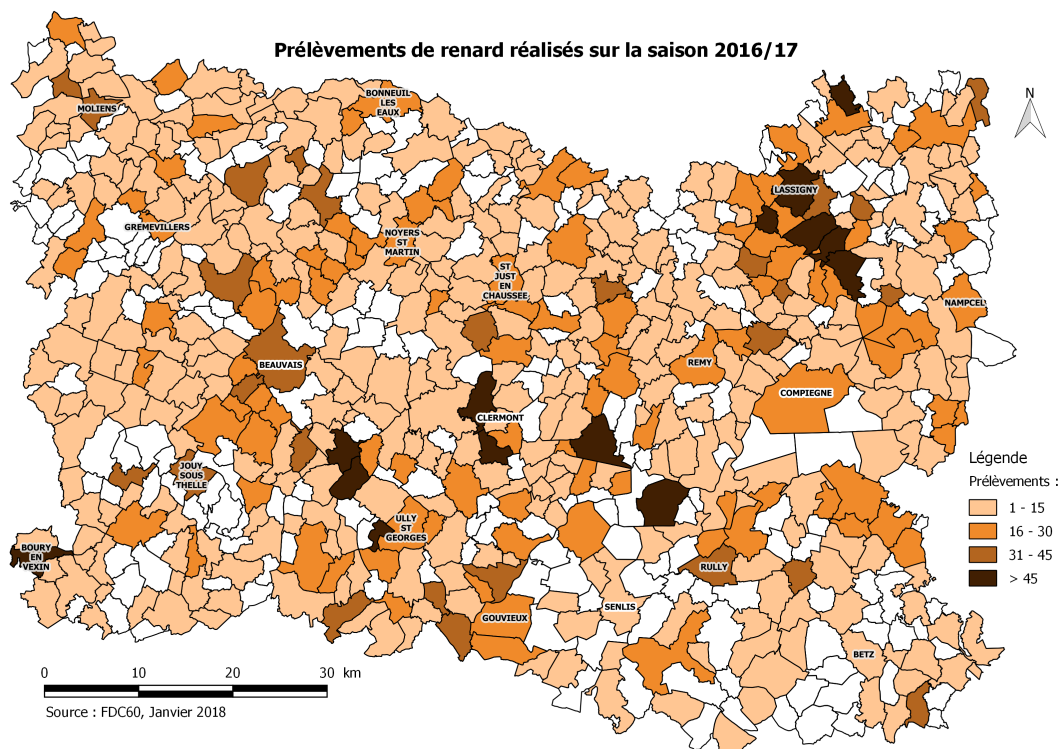 Prélèvements de renard réalisés sur la saison 2016/17
N
BONNEUIL
LES
EAUX
MOLIENS
LASSIGNY
GREMEVILLERS
NOYERS
ST
MARTIN
ST
JUST
EN
CHAUSSEE
NAMPCEL
BEAUVAIS
REMY
COMPIEGNE
CLERMONT
JOUY
SOUS
THELLE
ULLY
ST
GEORGES
BOURY
EN
VEXIN
RULLY
SENLIS
GOUVIEUX
BETZ
Légende
Prélèvements :
1 - 15
16 - 30
31 - 45
> 45
0 10 20 30 km
Source : FDC60, Janvier 2018